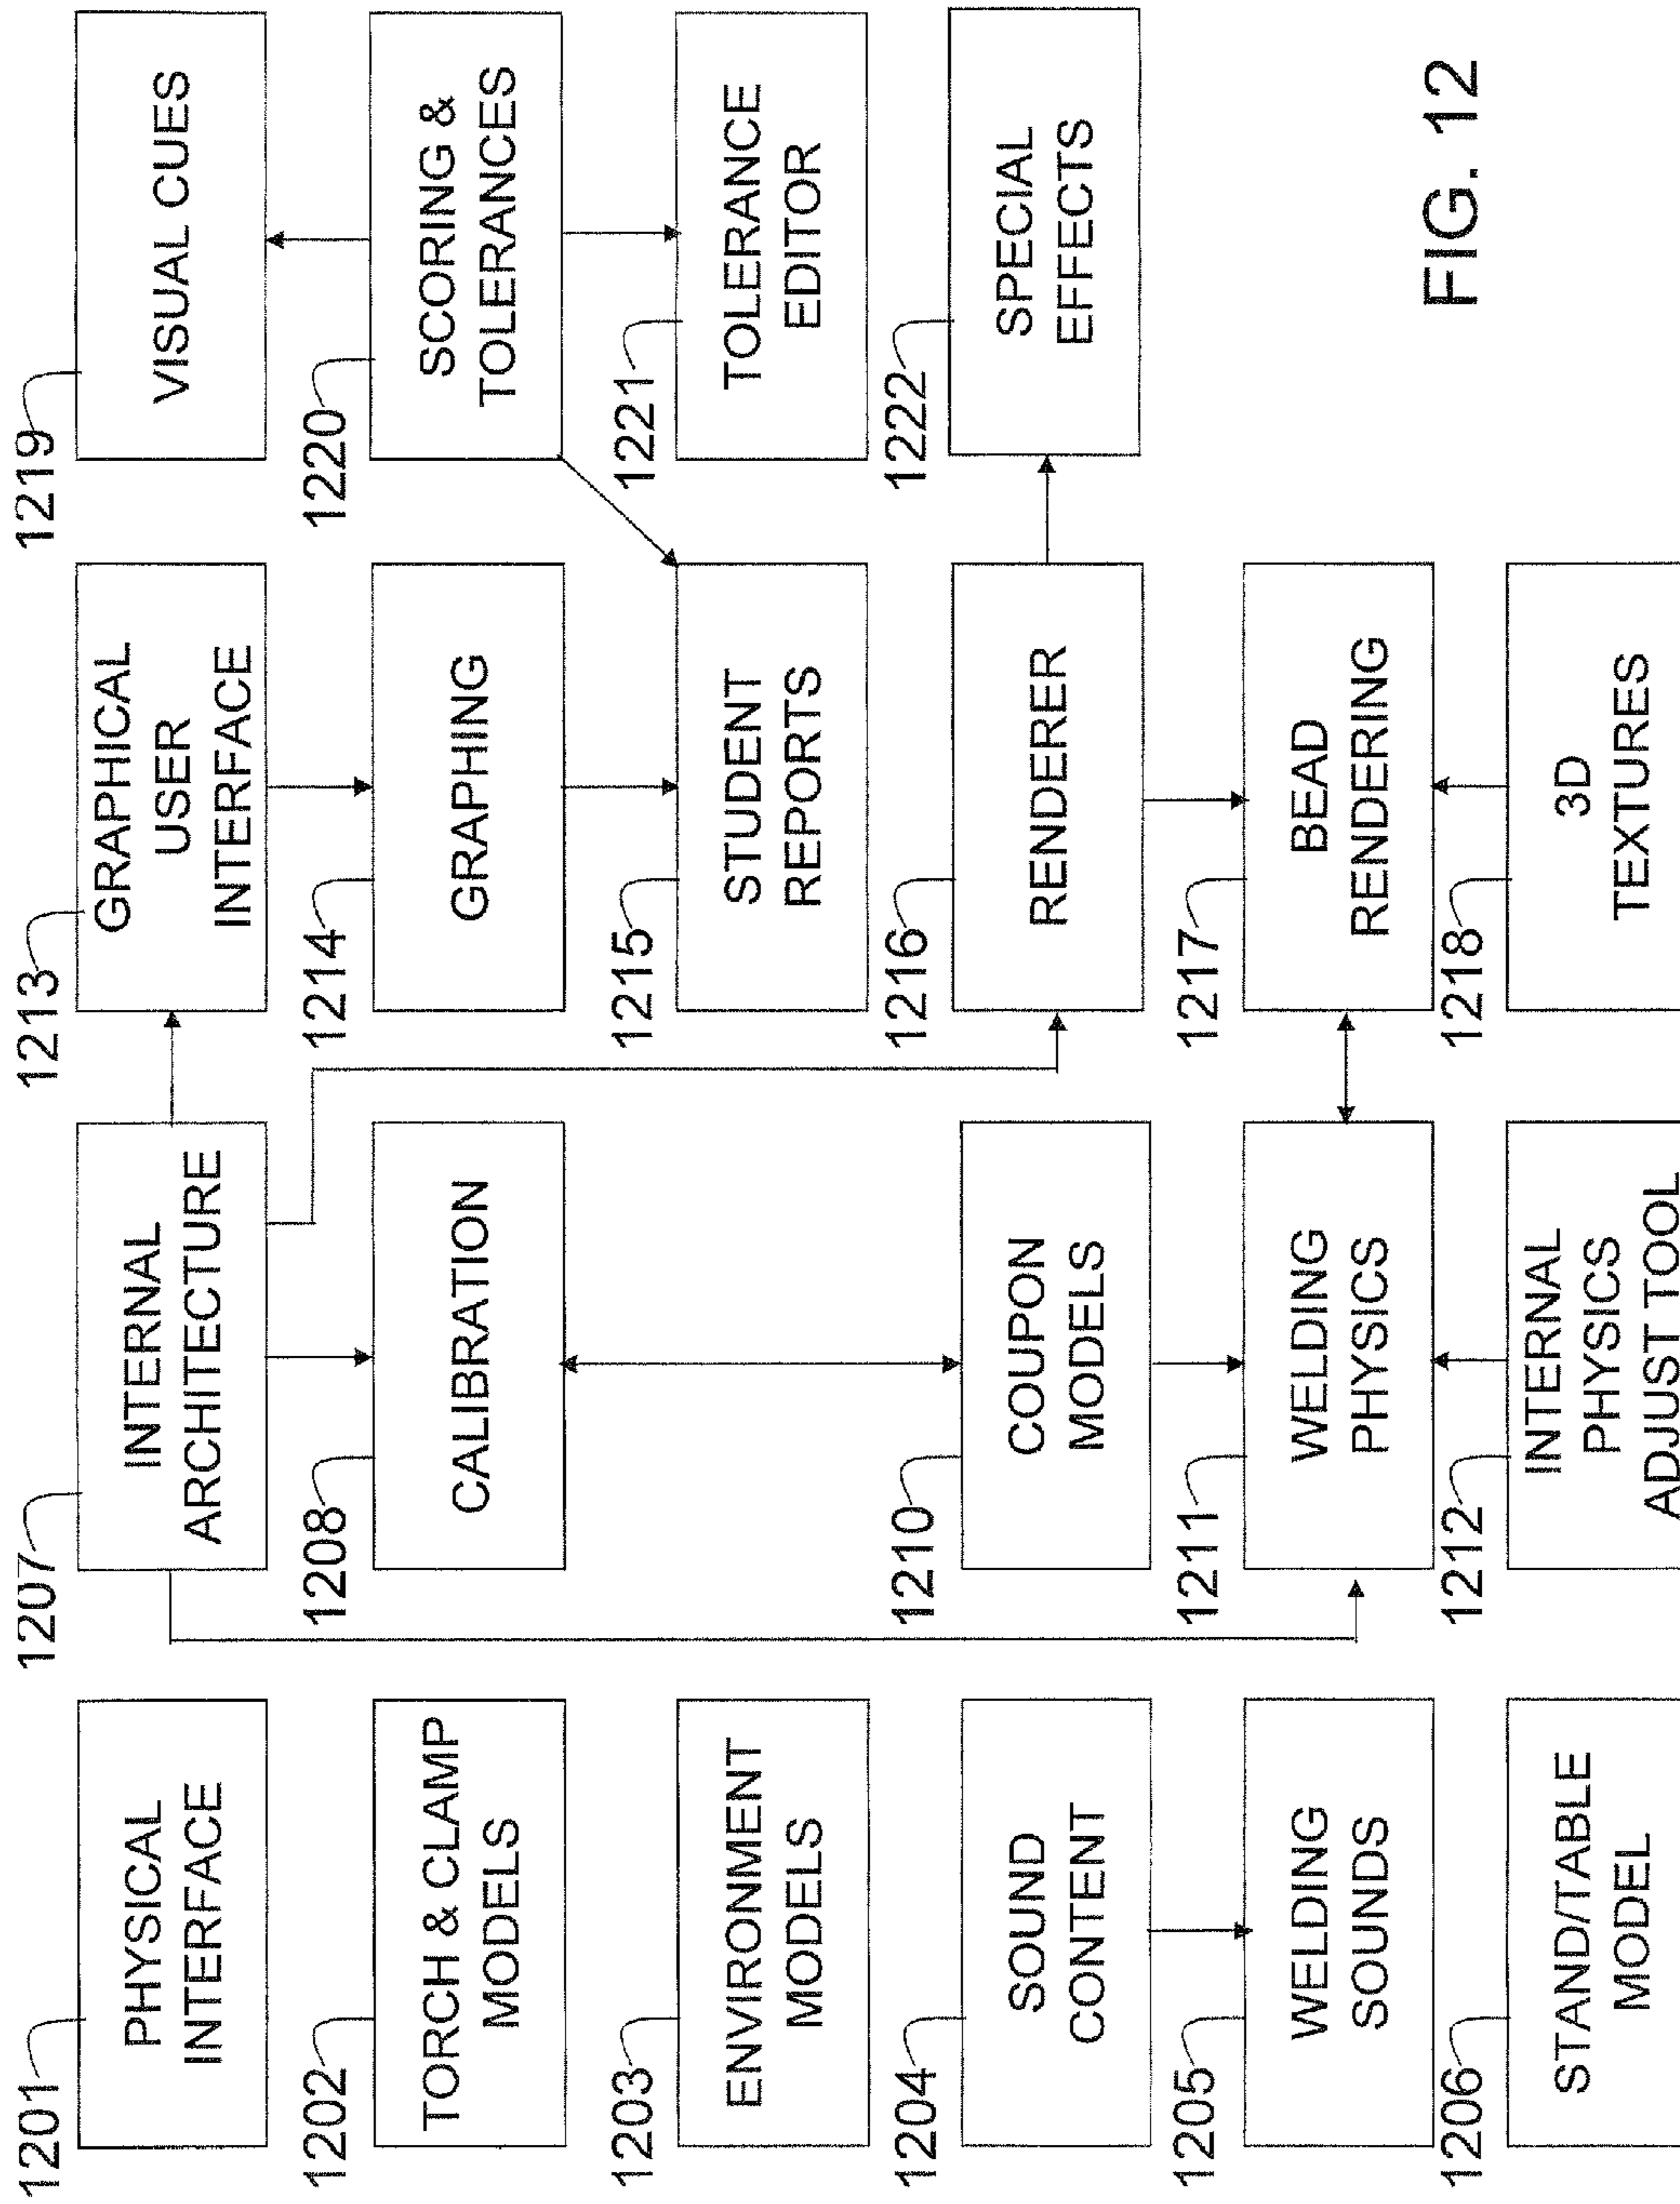 1201
PHYSICAL
INTERFACE
1202
TORCH & CLAMP
MODELS
1203
ENVIRONMENT
MODELS
1204
SOUND
CONTENT
1205
WELDING
SOUNDS
1206
STAND/TABLE
MODEL
1207
INTERNAL
ARCHITECTURE
1208
CALIBRATION
1210
COUPON
MODELS
1211
WELDING
PHYSICS
1212
INTERNAL
PHYSICS
ADJUST TOOL
1213
GRAPHICAL
USER
INTERFACE
1214
GRAPHING
1215
STUDENT
REPORTS
1216
RENDERER
1217
BEAD
RENDERING
1218
3D
TEXTURES
1219
VISUAL CUES
1220
SCORING &
TOLERANCES
1221
TOLERANCE
EDITOR
1222
SPECIAL
EFFECTS
FIG. 12